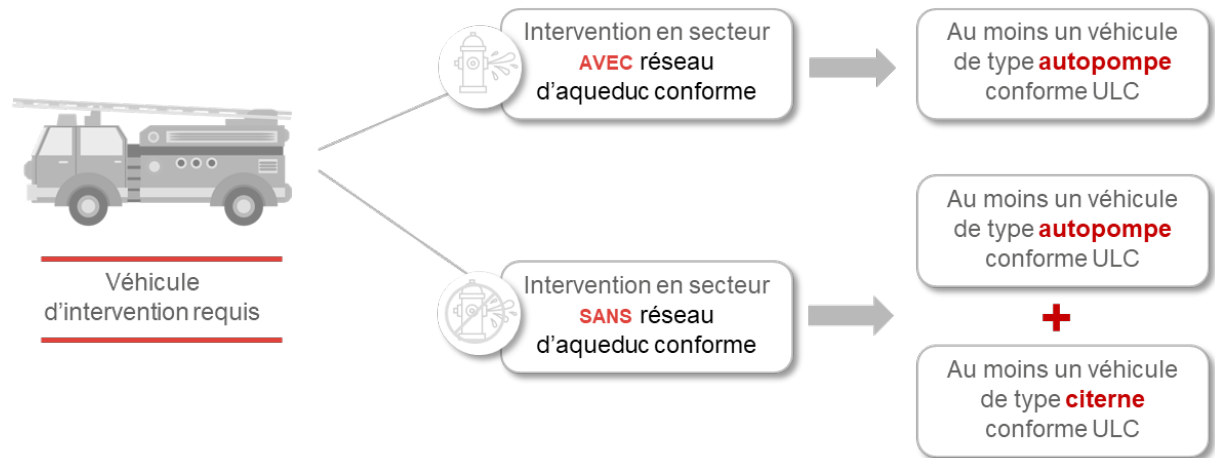 Intervention en secteur
AVEC réseau
d'aqueduc conforme
Au moins un véhicule
de type autopompe
conforme ULC
Véhicule
d'intervention requis
Intervention en secteur
SANS réseau
d'aqueduc conforme
Au moins un véhicule
de type autopompe
conforme ULC
+
Au moins un véhicule
de type citerne
conforme ULC